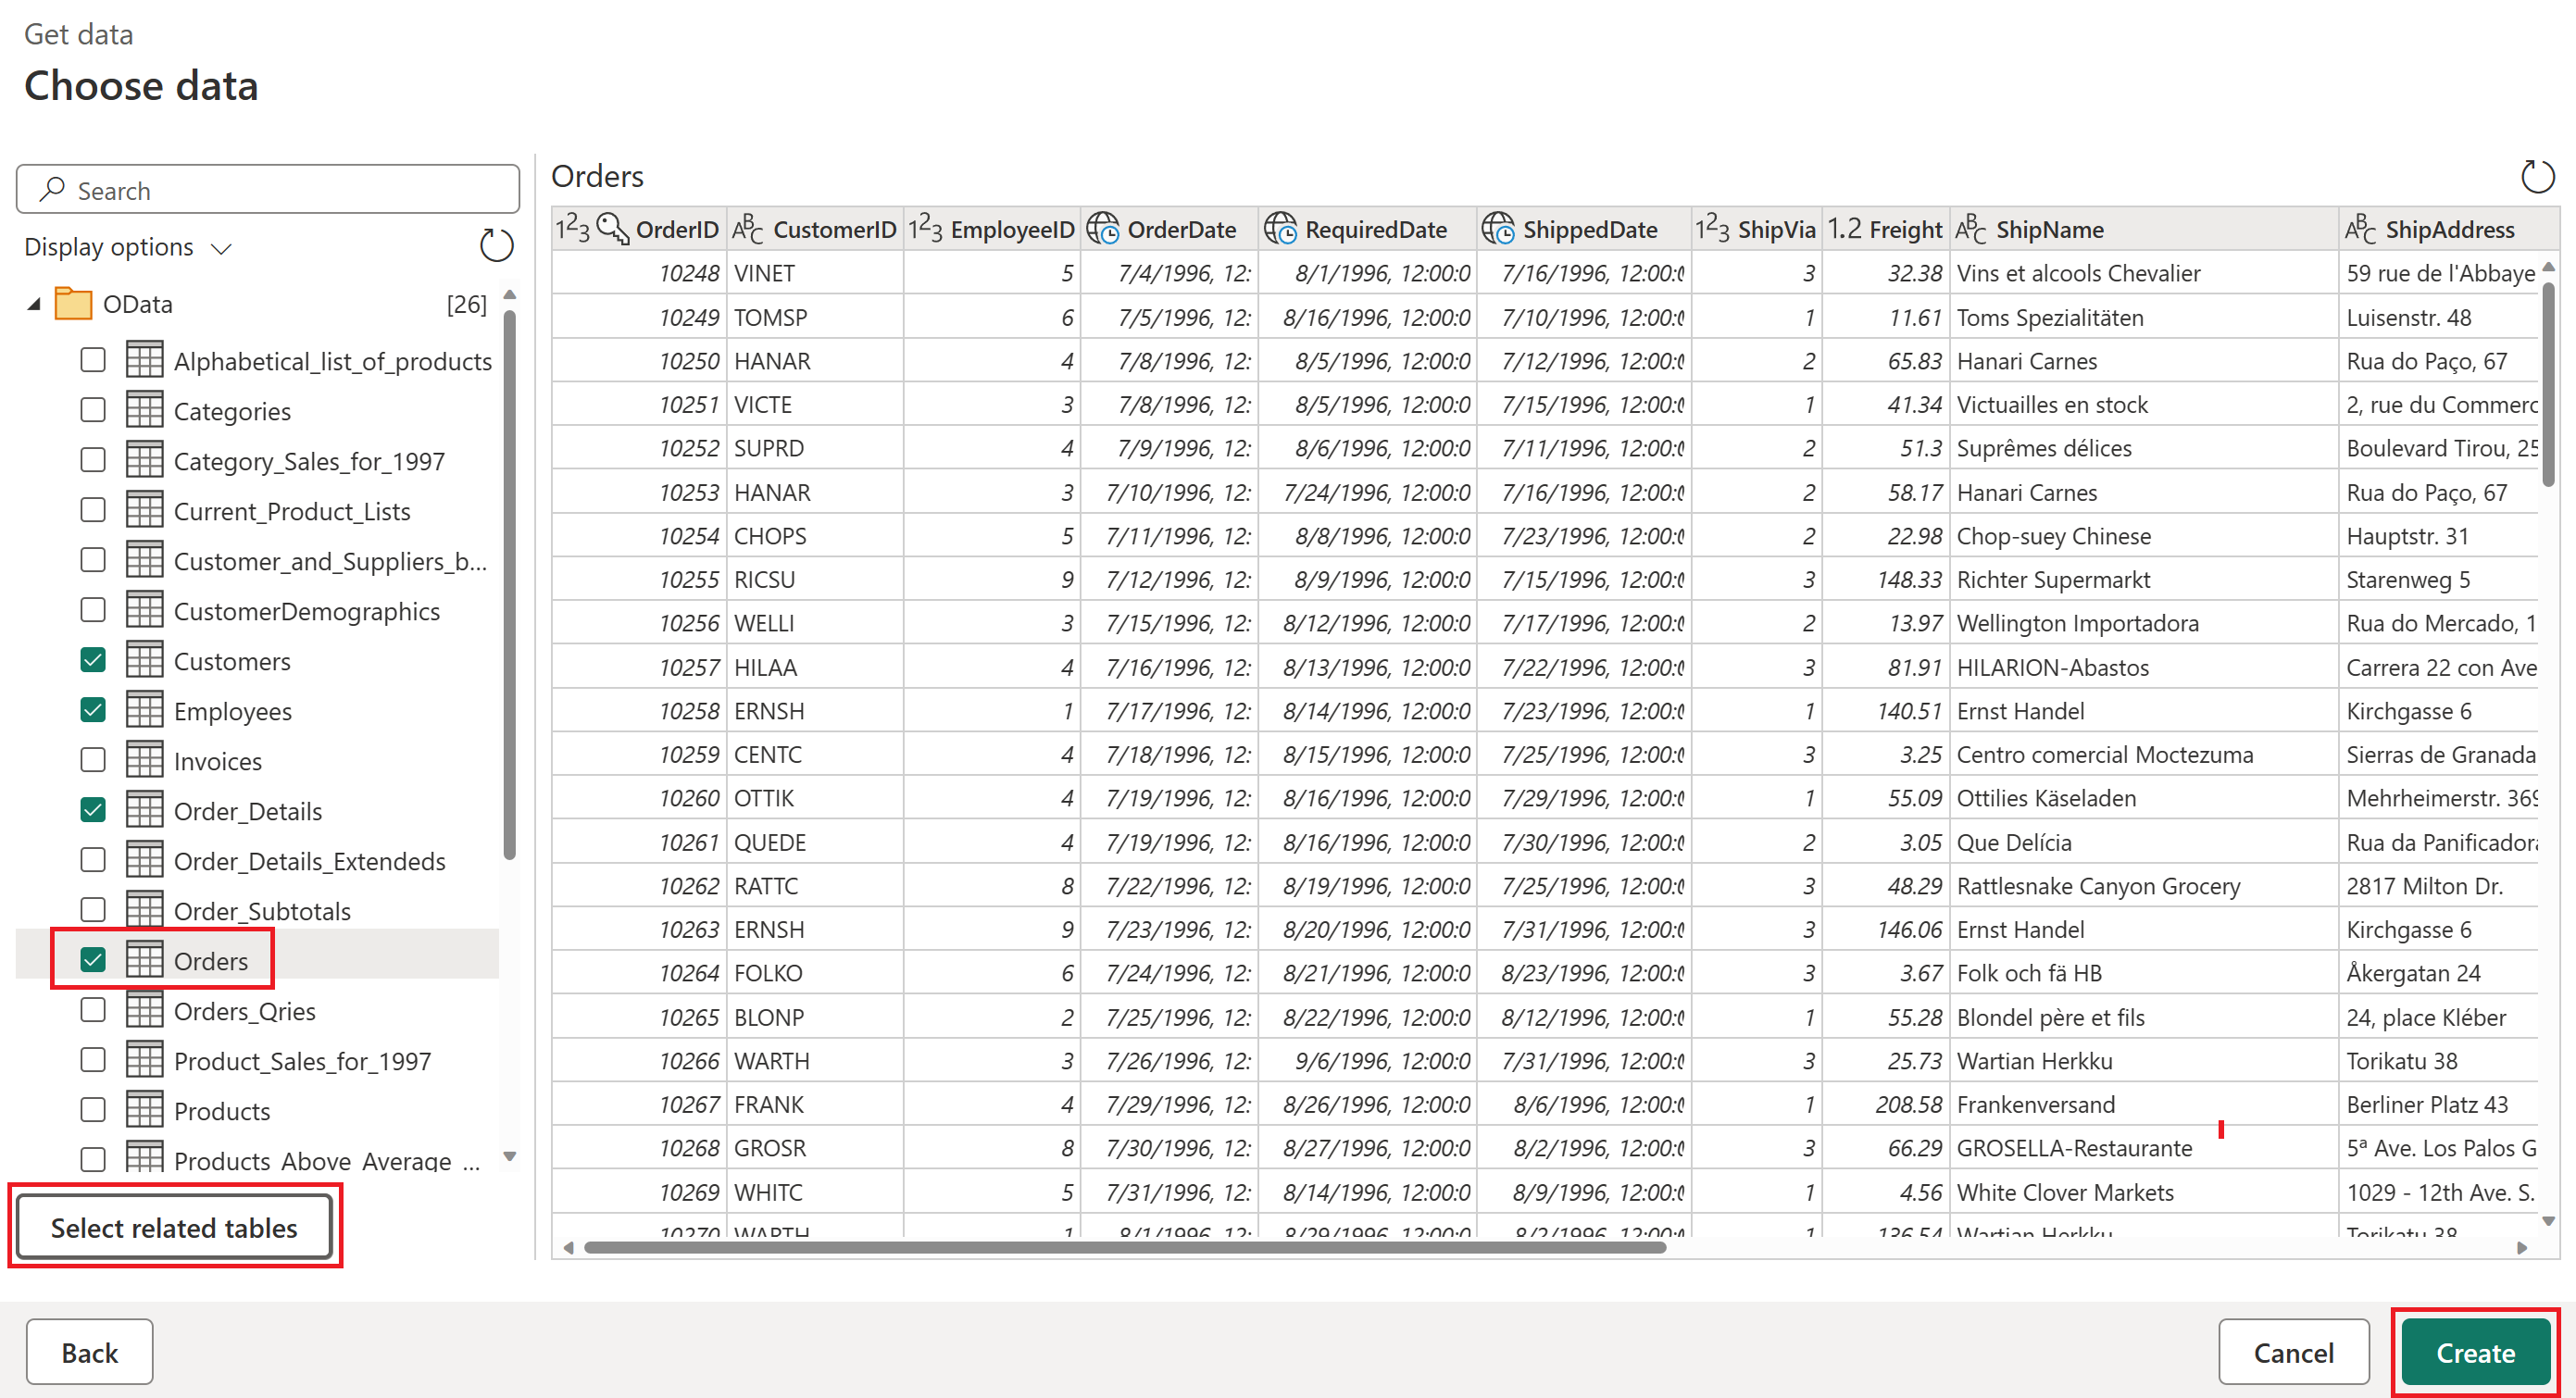 Get data
Choose data
Search
Display options
OData [26]
Alphabetical_list_of_products
Categories
Category_Sales_for_1997
Current_Product_Lists
Customer_and_Suppliers_b...
CustomerDemographics
Customers
Employees
Invoices
Order_Details
Order_Details_Extendeds
Order_Subtotals
Orders
Orders_Qries
Product_Sales_for_1997
Products
Products_Above_Average_...
Select related tables
Orders
1²3 OrderID ABC CustomerID 1²3 EmployeeID OrderDate RequiredDate ShippedDate 1²3 ShipVia 1.2 Freight ABC ShipName ABC ShipAddress
10248 VINET 5 7/4/1996, 12: 8/1/1996, 12:00:0 7/16/1996, 12:00:0 3 32.38 Vins et alcools Chevalier 59 rue de l'Abbaye
10249 TOMSP 6 7/5/1996, 12: 8/16/1996, 12:00:0 7/10/1996, 12:00:0 1 11.61 Toms Spezialitäten Luisenstr. 48
10250 HANAR 4 7/8/1996, 12: 8/5/1996, 12:00:0 7/12/1996, 12:00:0 2 65.83 Hanari Carnes Rua do Paço, 67
10251 VICTE 3 7/8/1996, 12: 8/5/1996, 12:00:0 7/15/1996, 12:00:0 1 41.34 Victuailles en stock 2, rue du Commerc
10252 SUPRD 4 7/9/1996, 12: 8/6/1996, 12:00:0 7/11/1996, 12:00:0 2 51.3 Suprêmes délices Boulevard Tirou, 25
10253 HANAR 3 7/10/1996, 12: 7/24/1996, 12:00:0 7/16/1996, 12:00:0 2 58.17 Hanari Carnes Rua do Paço, 67
10254 CHOPS 5 7/11/1996, 12: 8/8/1996, 12:00:0 7/23/1996, 12:00:0 2 22.98 Chop-suey Chinese Hauptstr. 31
10255 RICSU 9 7/12/1996, 12: 8/9/1996, 12:00:0 7/15/1996, 12:00:0 3 148.33 Richter Supermarkt Starenweg 5
10256 WELLI 3 7/15/1996, 12: 8/12/1996, 12:00:0 7/17/1996, 12:00:0 2 13.97 Wellington Importadora Rua do Mercado, 1
10257 HILAA 4 7/16/1996, 12: 8/13/1996, 12:00:0 7/22/1996, 12:00:0 3 81.91 HILARION-Abastos Carrera 22 con Ave
10258 ERNSH 1 7/17/1996, 12: 8/14/1996, 12:00:0 7/23/1996, 12:00:0 1 140.51 Ernst Handel Kirchgasse 6
10259 CENTC 4 7/18/1996, 12: 8/15/1996, 12:00:0 7/25/1996, 12:00:0 3 3.25 Centro comercial Moctezuma Sierras de Granada
10260 OTTIK 4 7/19/1996, 12: 8/16/1996, 12:00:0 7/29/1996, 12:00:0 1 55.09 Ottilies Käseladen Mehrheimerstr. 369
10261 QUEDE 4 7/19/1996, 12: 8/16/1996, 12:00:0 7/30/1996, 12:00:0 2 3.05 Que Delícia Rua da Panificadora
10262 RATTC 8 7/22/1996, 12: 8/19/1996, 12:00:0 7/25/1996, 12:00:0 3 48.29 Rattlesnake Canyon Grocery 2817 Milton Dr.
10263 ERNSH 9 7/23/1996, 12: 8/20/1996, 12:00:0 7/31/1996, 12:00:0 3 146.06 Ernst Handel Kirchgasse 6
10264 FOLKO 6 7/24/1996, 12: 8/21/1996, 12:00:0 8/23/1996, 12:00:0 3 3.67 Folk och fä HB Åkergatan 24
10265 BLONP 2 7/25/1996, 12: 8/22/1996, 12:00:0 8/12/1996, 12:00:0 1 55.28 Blondel père et fils 24, place Kléber
10266 WARTH 3 7/26/1996, 12: 9/6/1996, 12:00:0 7/31/1996, 12:00:0 3 25.73 Wartian Herkku Torikatu 38
10267 FRANK 4 7/29/1996, 12: 8/26/1996, 12:00:0 8/6/1996, 12:00:0 1 208.58 Frankenversand Berliner Platz 43
10268 GROSR 8 7/30/1996, 12: 8/27/1996, 12:00:0 8/2/1996, 12:00:0 3 66.29 GROSELLA-Restaurante 5ª Ave. Los Palos G
10269 WHITC 5 7/31/1996, 12: 8/14/1996, 12:00:0 8/9/1996, 12:00:0 1 4.56 White Clover Markets 1029 - 12th Ave. S.
10270 WARTH 1 8/1/1996, 12: 8/29/1996, 12:00:0 8/2/1996, 12:00:0 1 136.54 Wartian Herkku Torikatu 38
Back
Cancel
Create